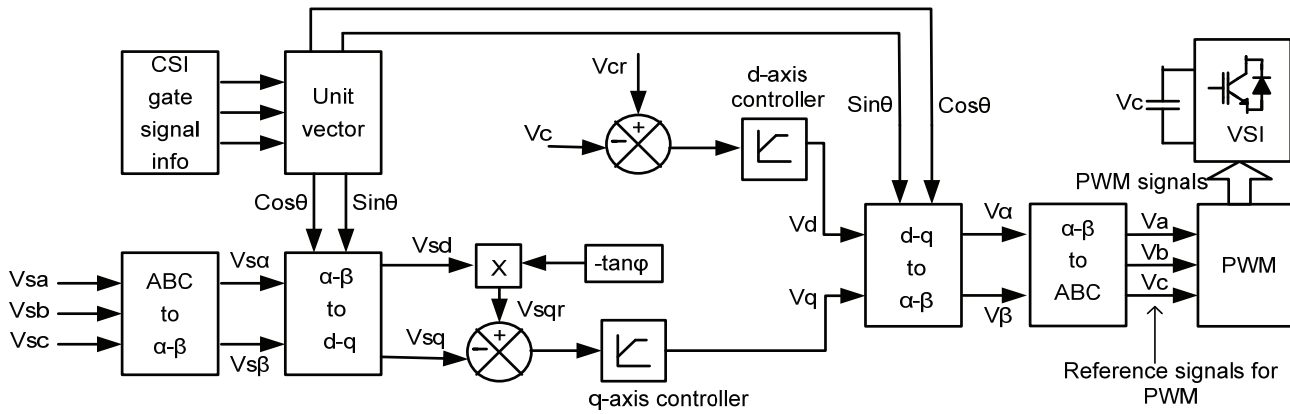 CSI
gate
signal
info
Unit
vector
Vcr
+
-
Vc
d-axis
controller
Sinθ
Cosθ
Vc
VSI
PWM signals
Cosθ
Sinθ
Vsa
Vsb
Vsc
ABC
to
α-β
Vsα
Vsβ
α-β
to
d-q
Vsd
X
-tanφ
Vsqr
Vsq
+
-
q-axis controller
Vd
Vq
d-q
to
α-β
Vα
Vβ
α-β
to
ABC
Va
Vb
Vc
PWM
Reference signals for
PWM